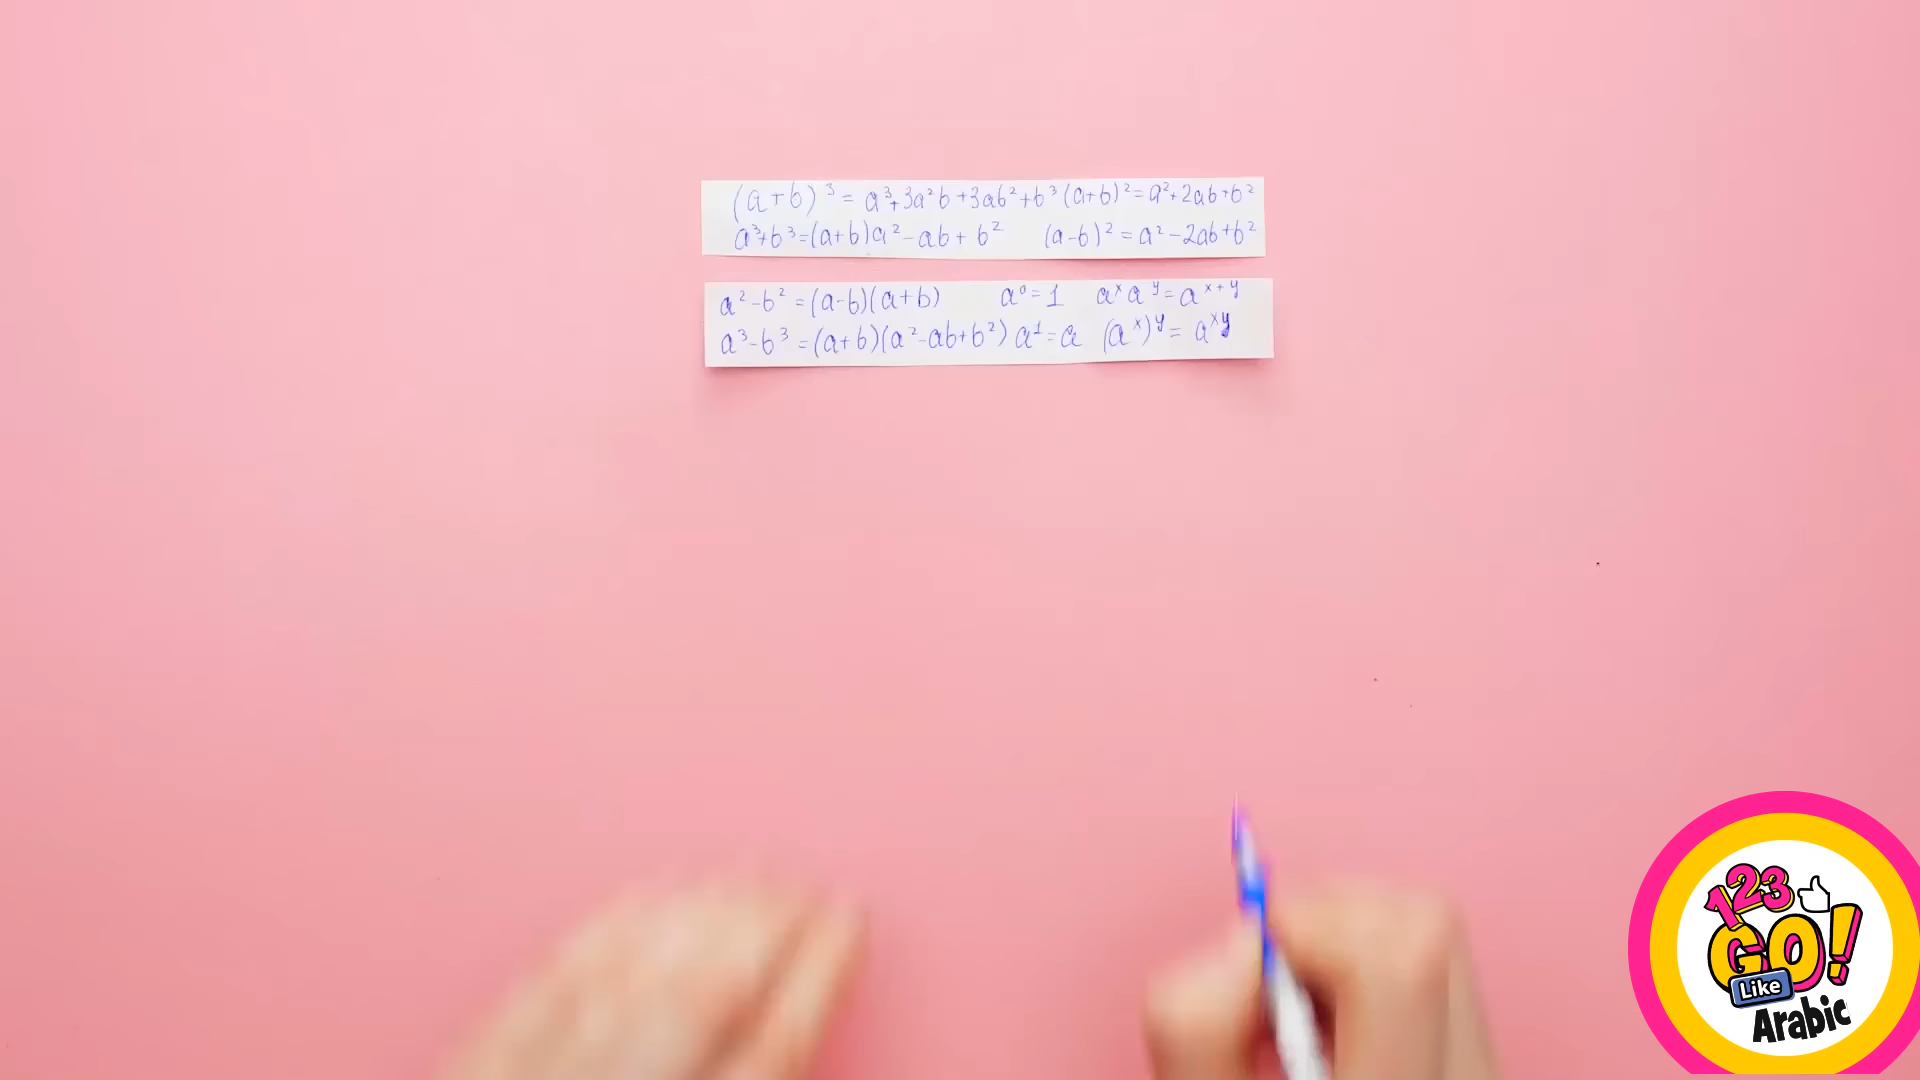 (a+b)³ = a³+3a²b+3ab²+b³ (a+b)²=a²+2ab+b²
a³+b³=(a+b)a²-ab+b² (a-b)²=a²-2ab+b²
a²-b²=(a-b)(a+b) a⁰=1 aˣaʸ=aˣ⁺ʸ
a³-b³=(a+b)(a²-ab+b²) a¹=a (aˣ)ʸ=aˣʸ
123
GO!
Like
Arabic